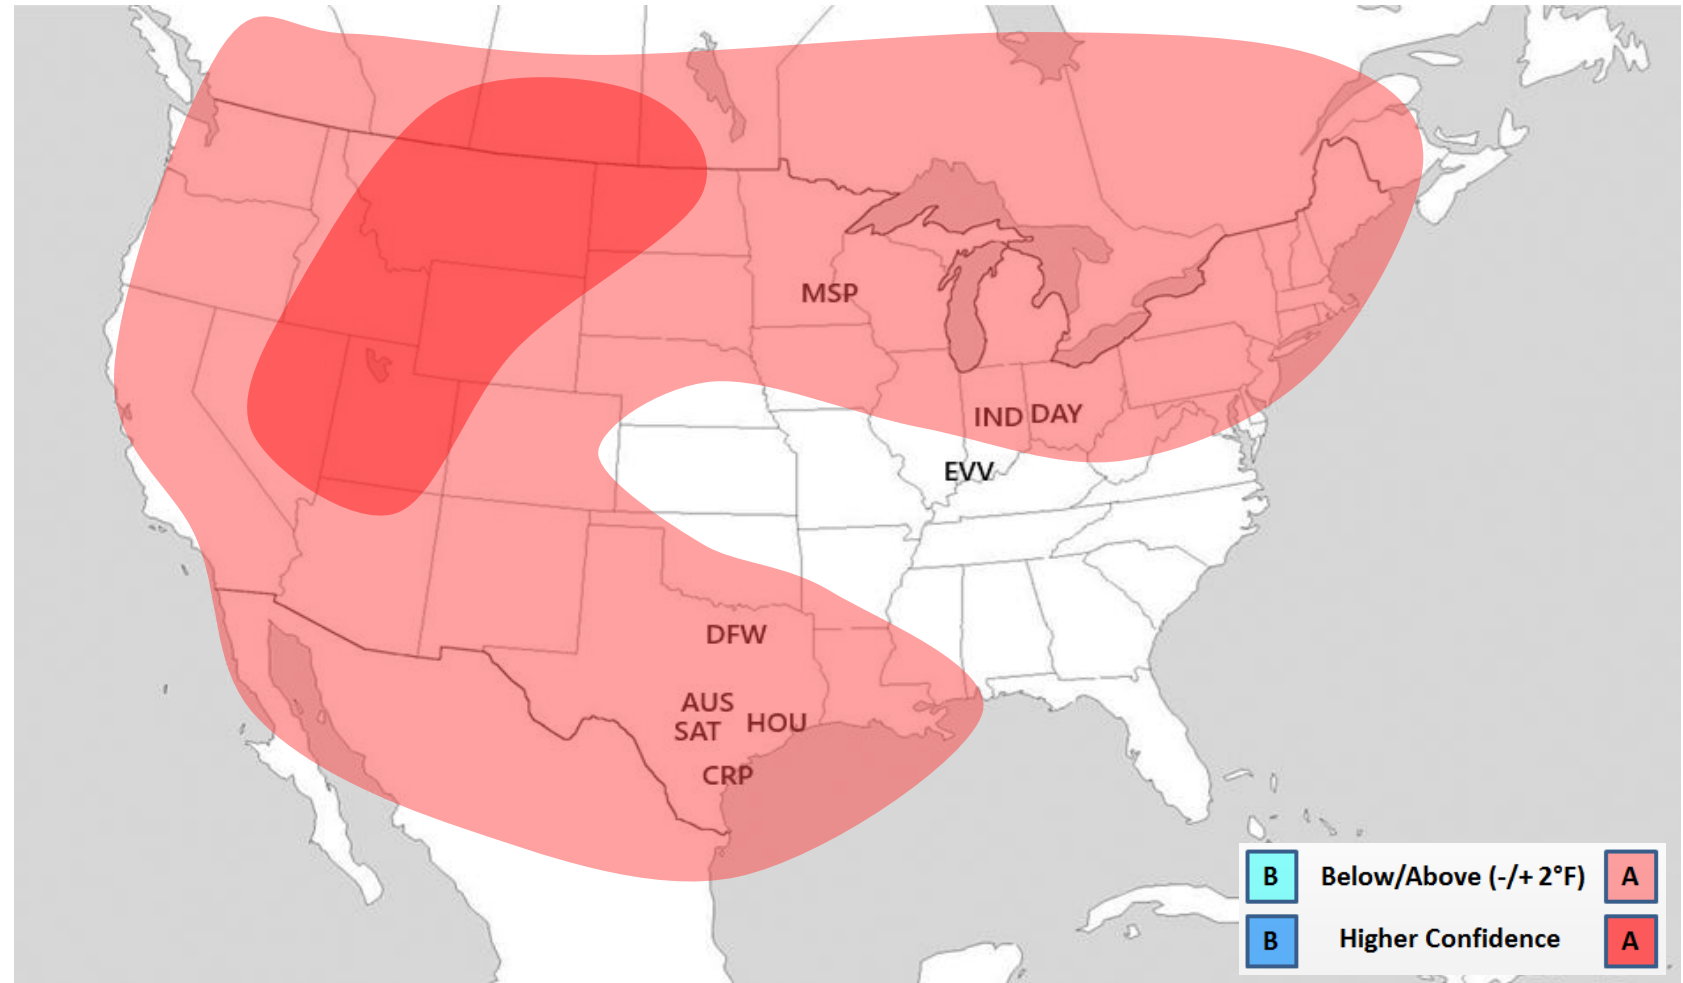 MSP
IND DAY
EVV
DFW
AUS
SAT HOU
CRP
B Below/Above (-/+ 2°F) A
B Higher Confidence A